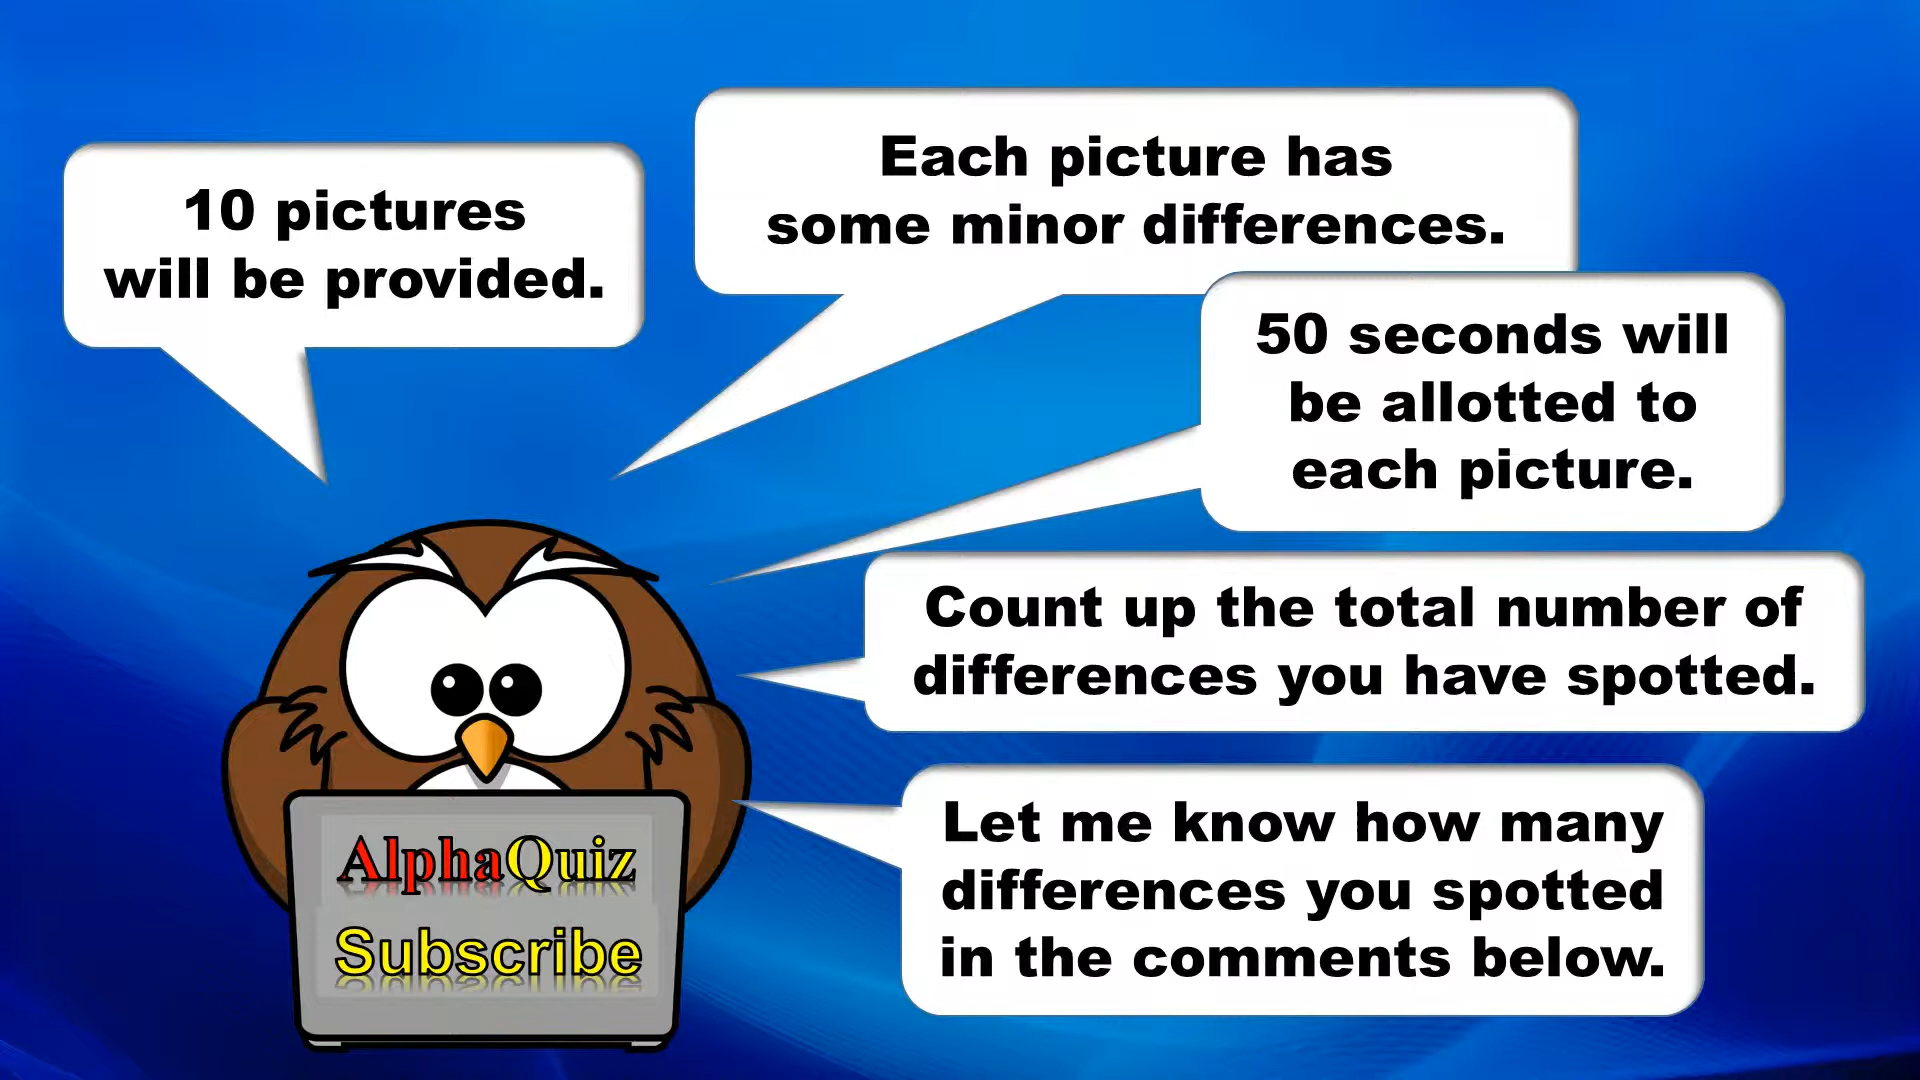 10 pictures
will be provided.
Each picture has
some minor differences.
50 seconds will
be allotted to
each picture.
Count up the total number of
differences you have spotted.
Let me know how many
differences you spotted
in the comments below.
AlphaQuiz
Subscribe